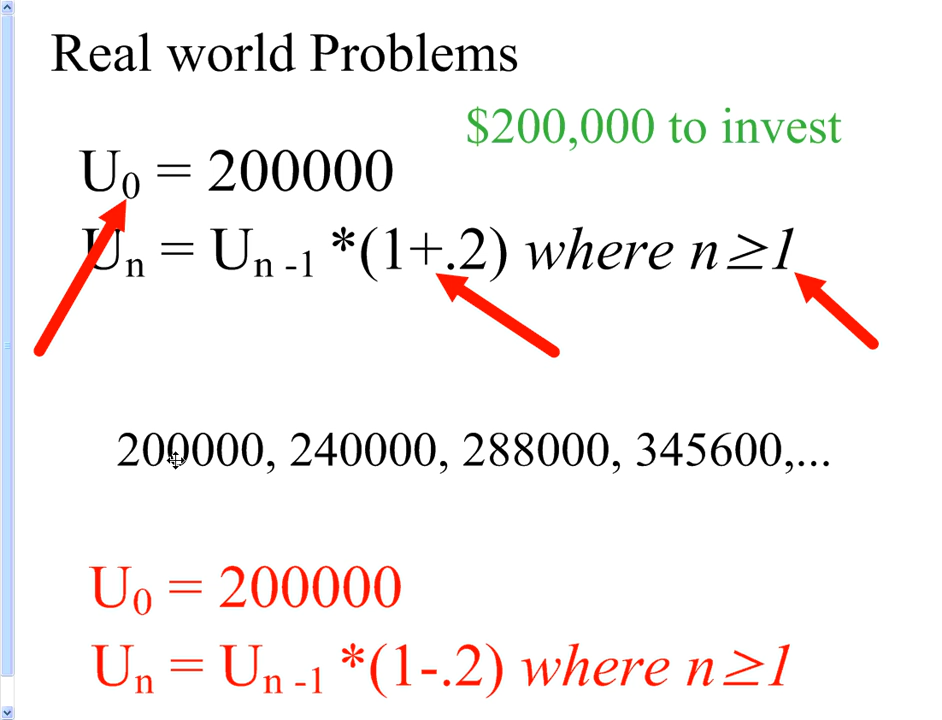 Real world Problems
$200,000 to invest
U₀ = 200000
Uₙ = Uₙ ₋₁ *(1+.2) where n≥1
200000, 240000, 288000, 345600,...
U₀ = 200000
Uₙ = Uₙ ₋₁ *(1-.2) where n≥1